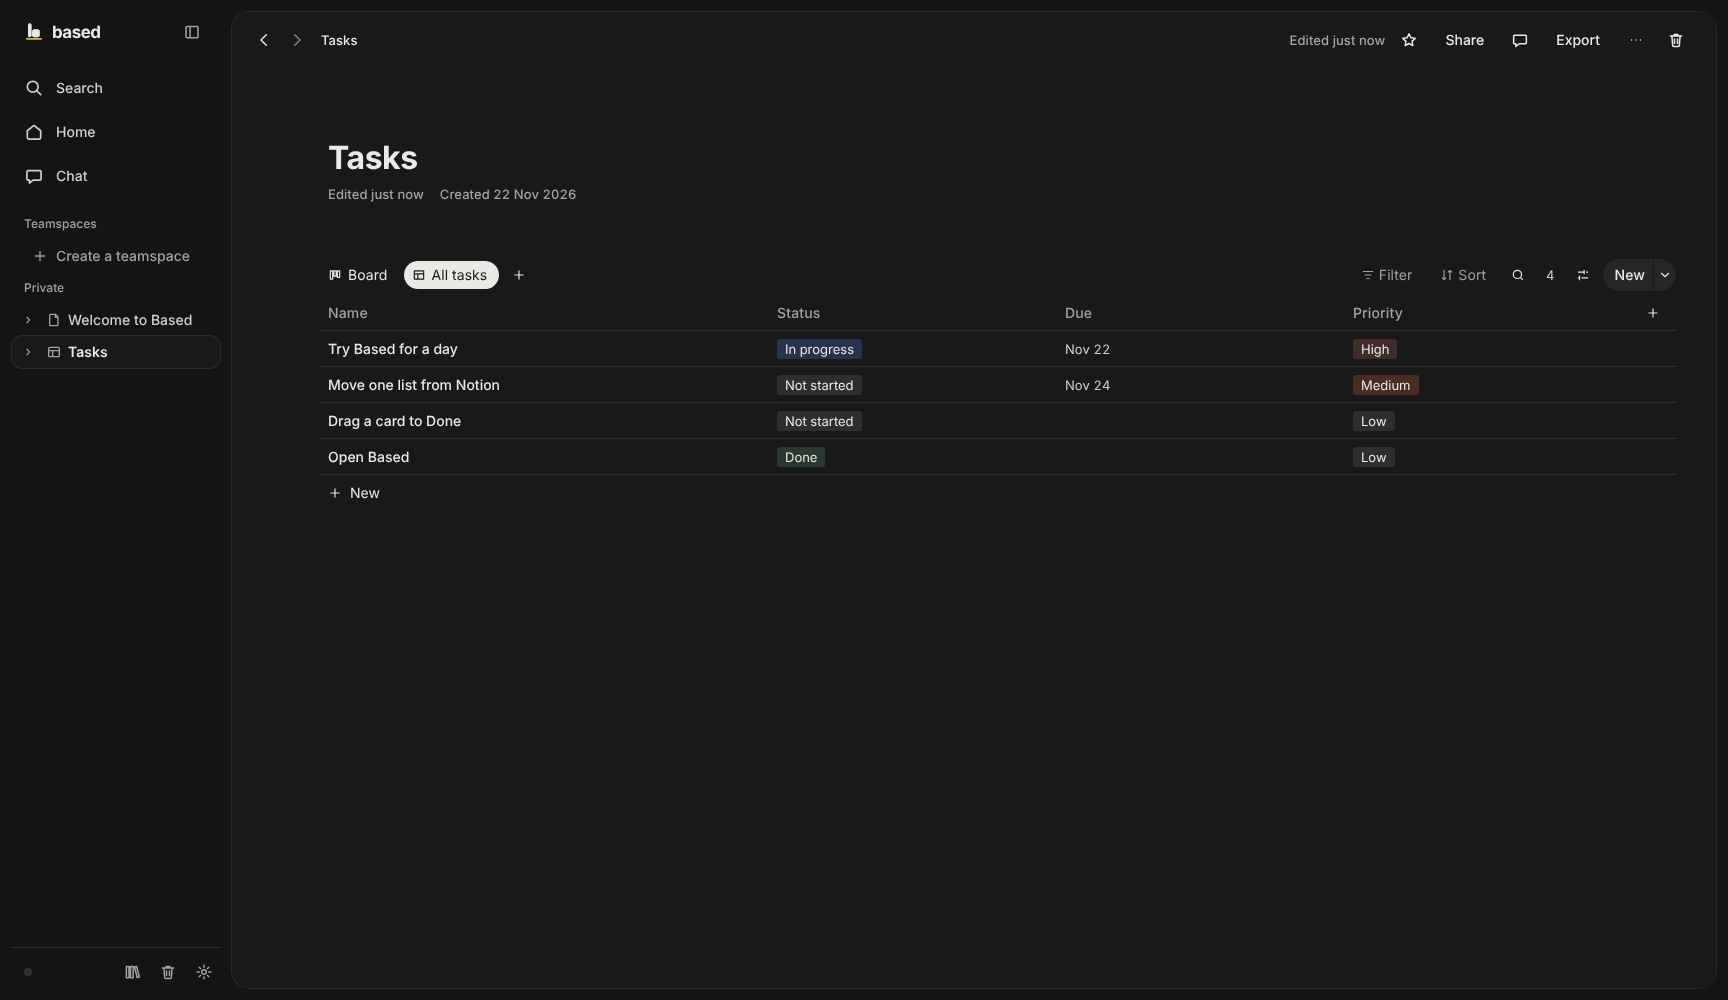 based
Search
Home
Chat
Teamspaces
Create a teamspace
Private
Welcome to Based
Tasks
Tasks
Edited just now
Share
Export
Tasks
Edited just now Created 22 Nov 2026
Board All tasks
Filter Sort 4 New
Name Status Due Priority
Try Based for a day In progress Nov 22 High
Move one list from Notion Not started Nov 24 Medium
Drag a card to Done Not started Low
Open Based Done Low
New